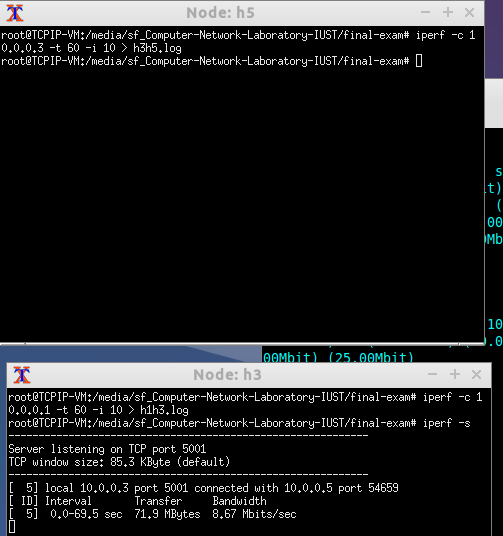 Node: h5
root@TCPIP-VM:/media/sf_Computer-Network-Laboratory-IUST/final-exam# iperf -c 1
0.0.0.3 -t 60 -i 10 > h3h5.log
root@TCPIP-VM:/media/sf_Computer-Network-Laboratory-IUST/final-exam#
s
it)
(
00
0Mb
10
0.0
00Mbit) (25.00Mbit)
Node: h3
root@TCPIP-VM:/media/sf_Computer-Network-Laboratory-IUST/final-exam# iperf -c 1
0.0.0.1 -t 60 -i 10 > h1h3.log
root@TCPIP-VM:/media/sf_Computer-Network-Laboratory-IUST/final-exam# iperf -s
------------------------------------------------------------
Server listening on TCP port 5001
TCP window size: 85.3 KByte (default)
------------------------------------------------------------
[  5] local 10.0.0.3 port 5001 connected with 10.0.0.5 port 54659
[ ID] Interval       Transfer     Bandwidth
[  5]  0.0-69.5 sec  71.9 MBytes  8.67 Mbits/sec